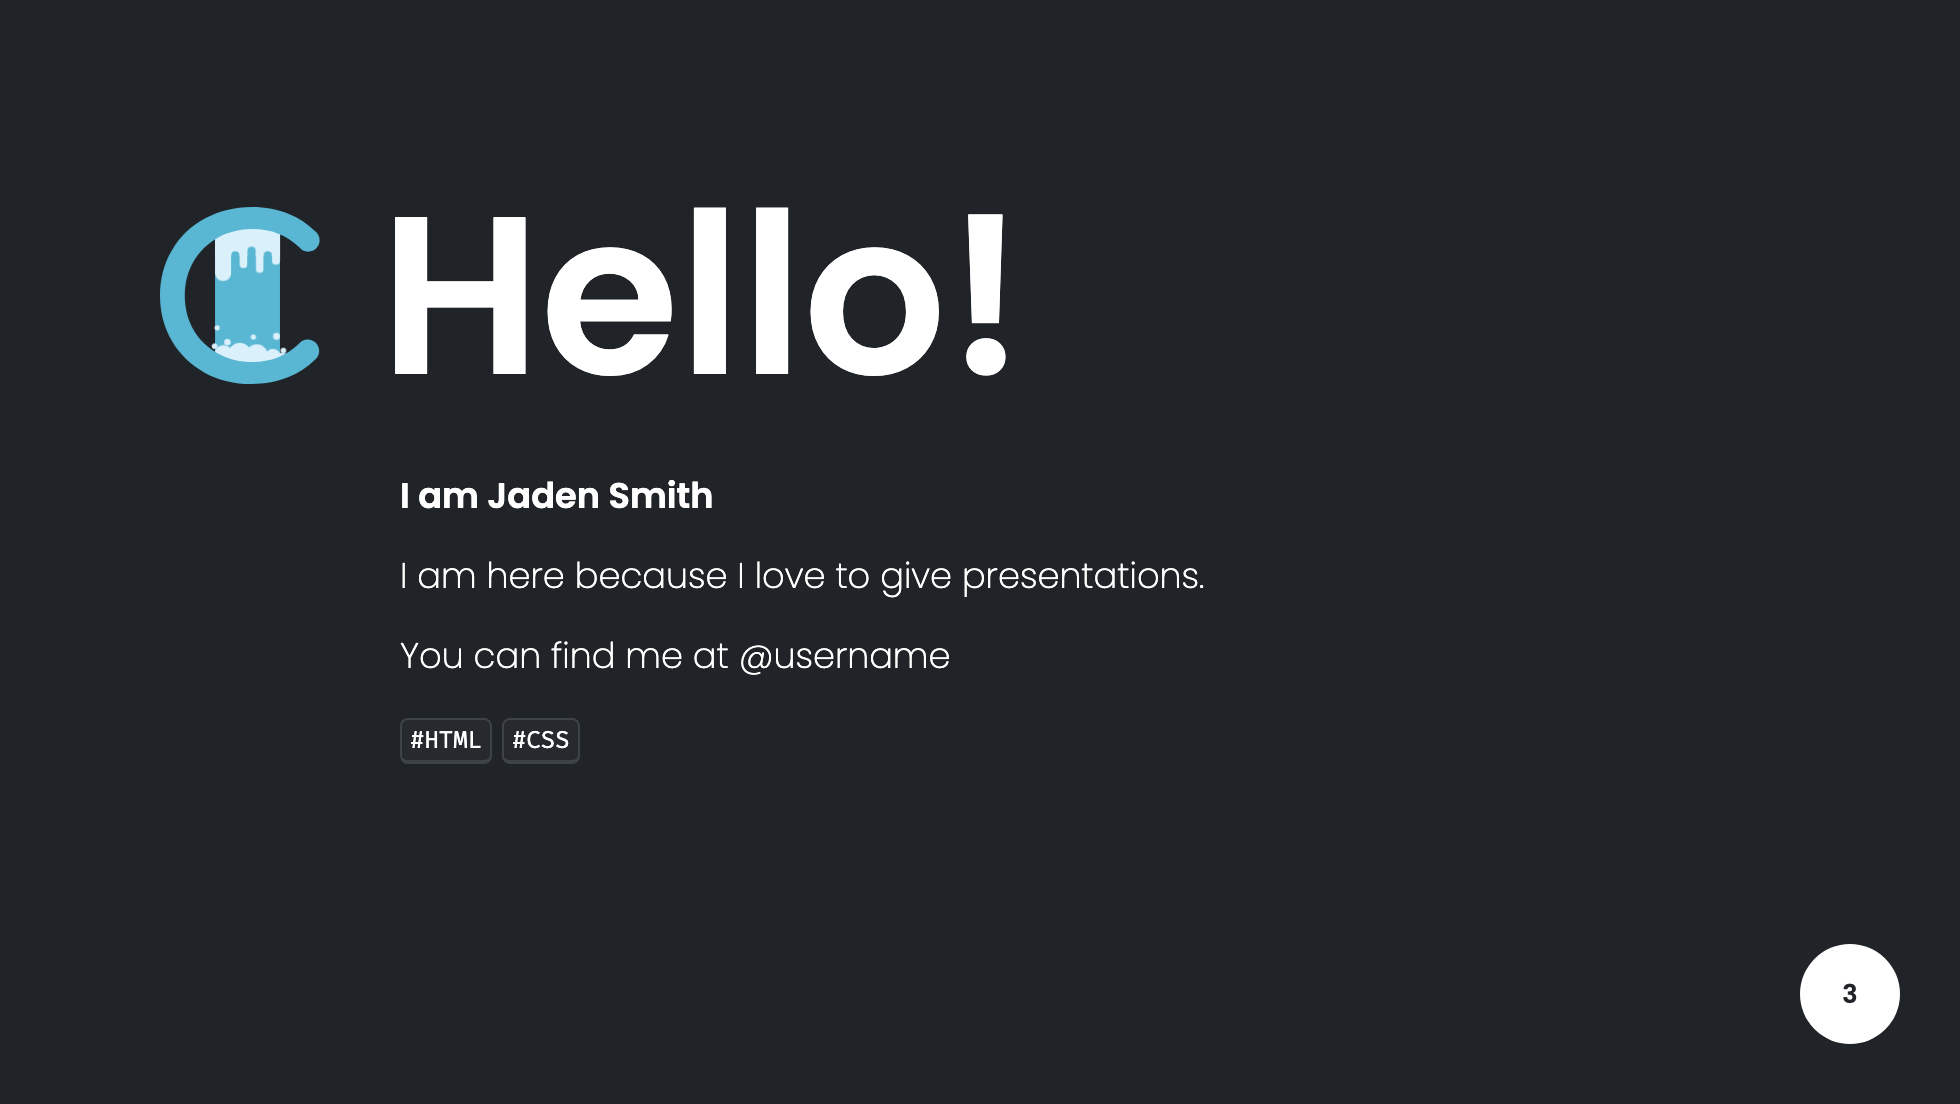 Hello!
I am Jaden Smith
I am here because I love to give presentations.
You can find me at @username
#HTML #CSS
3